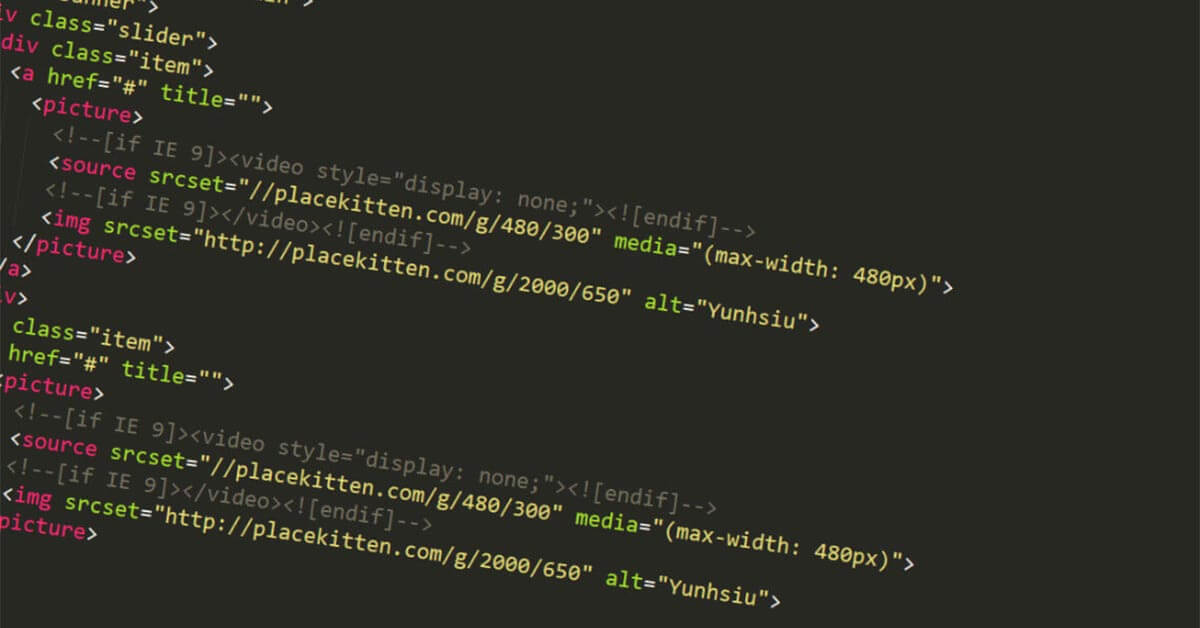 iv class="slider">
div class="item">
<a href="#" title="">
<picture>
<!--[if IE 9]><video style="display: none;"><![endif]-->
<source srcset="//placekitten.com/g/480/300" media="(max-width: 480px)">
<!--[if IE 9]></video><![endif]-->
<img srcset="http://placekitten.com/g/2000/650" alt="Yunhsiu">
</picture>
/a>
iv>
class="item">
href="#" title="">
<picture>
<!--[if IE 9]><video style="display: none;"><![endif]-->
<source srcset="//placekitten.com/g/480/300" media="(max-width: 480px)">
<!--[if IE 9]></video><![endif]-->
<img srcset="http://placekitten.com/g/2000/650" alt="Yunhsiu">
picture>